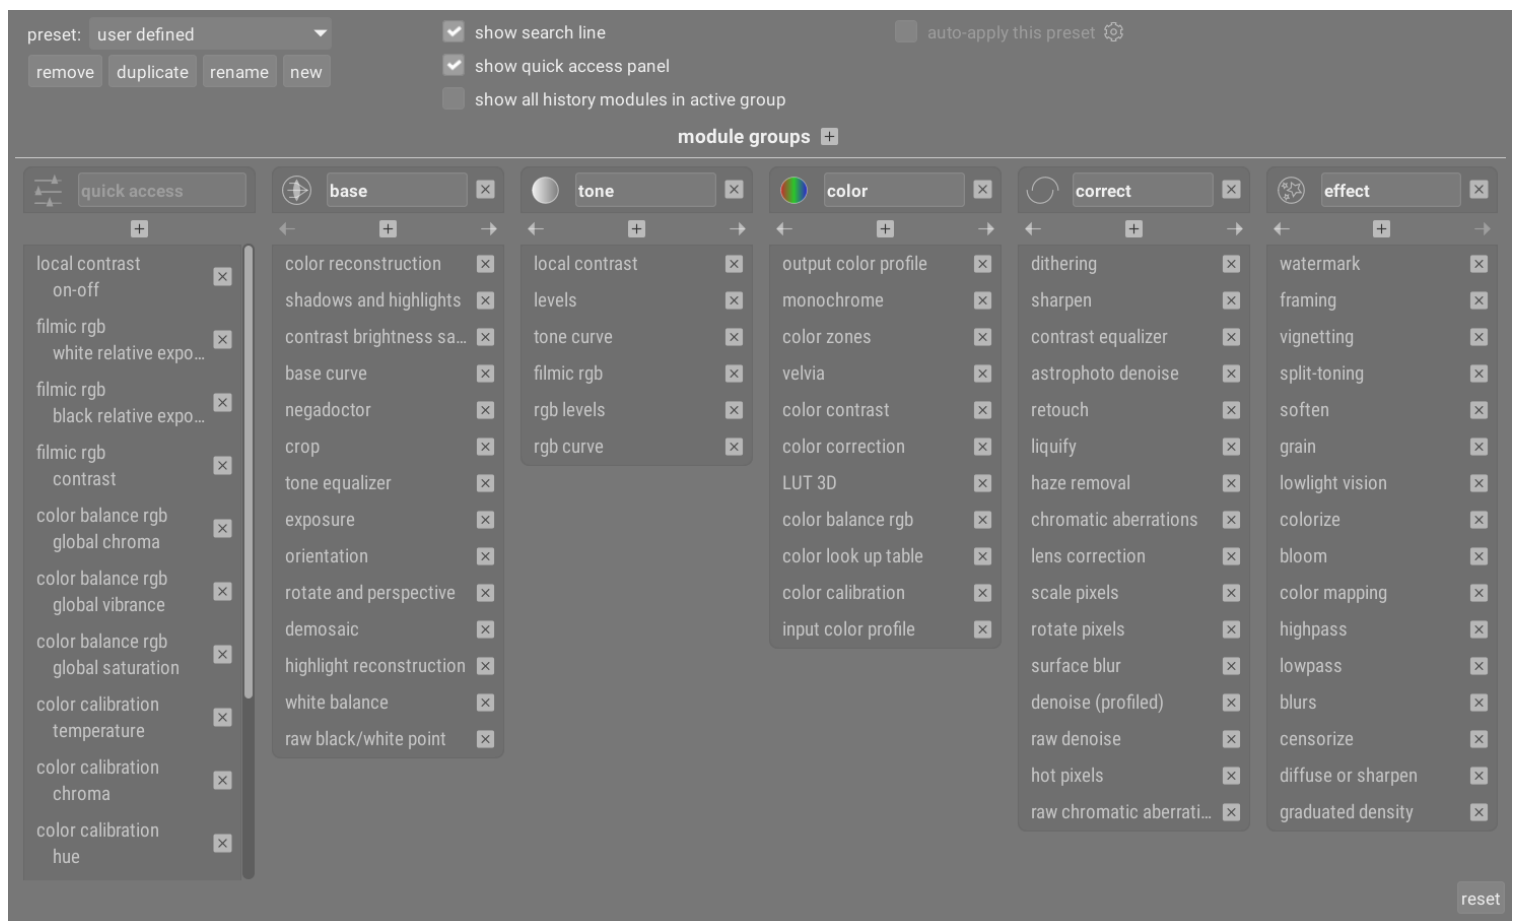 preset: user defined
remove duplicate rename new
show search line
show quick access panel
show all history modules in active group
auto-apply this preset
module groups
quick access
local contrast
on-off
filmic rgb
white relative expo...
filmic rgb
black relative expo...
filmic rgb
contrast
color balance rgb
global chroma
color balance rgb
global vibrance
color balance rgb
global saturation
color calibration
temperature
color calibration
chroma
color calibration
hue
base
color reconstruction
shadows and highlights
contrast brightness sa...
base curve
negadoctor
crop
tone equalizer
exposure
orientation
rotate and perspective
demosaic
highlight reconstruction
white balance
raw black/white point
tone
local contrast
levels
tone curve
filmic rgb
rgb levels
rgb curve
color
output color profile
monochrome
color zones
velvia
color contrast
color correction
LUT 3D
color balance rgb
color look up table
color calibration
input color profile
correct
dithering
sharpen
contrast equalizer
astrophoto denoise
retouch
liquify
haze removal
chromatic aberrations
lens correction
scale pixels
rotate pixels
surface blur
denoise (profiled)
raw denoise
hot pixels
raw chromatic aberrati...
effect
watermark
framing
vignetting
split-toning
soften
grain
lowlight vision
colorize
bloom
color mapping
highpass
lowpass
blurs
censorize
diffuse or sharpen
graduated density
reset